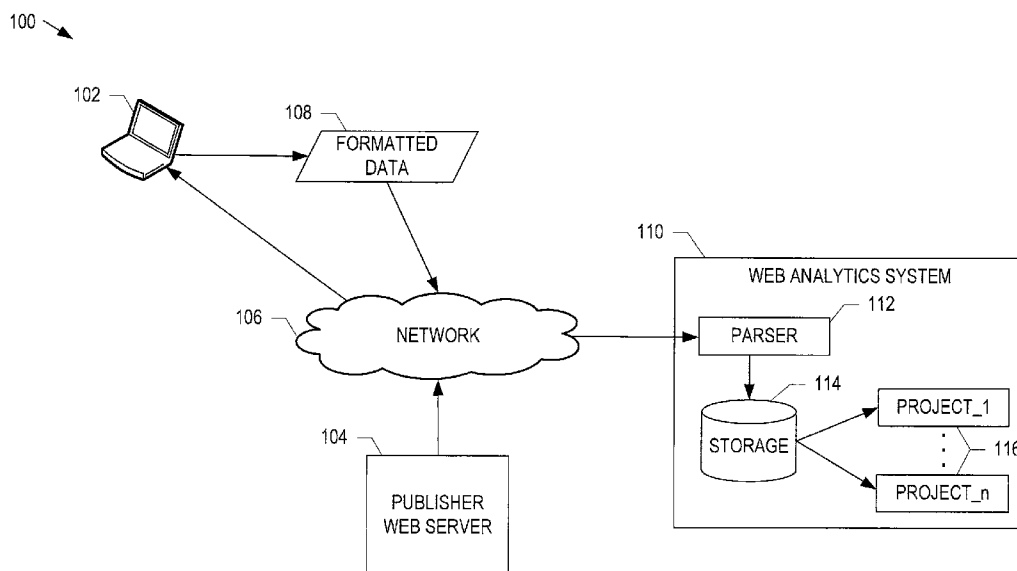 100
102
108
FORMATTED
DATA
110
WEB ANALYTICS SYSTEM
112
PARSER
106
NETWORK
114
STORAGE
PROJECT_1
116
PROJECT_n
104
PUBLISHER
WEB SERVER